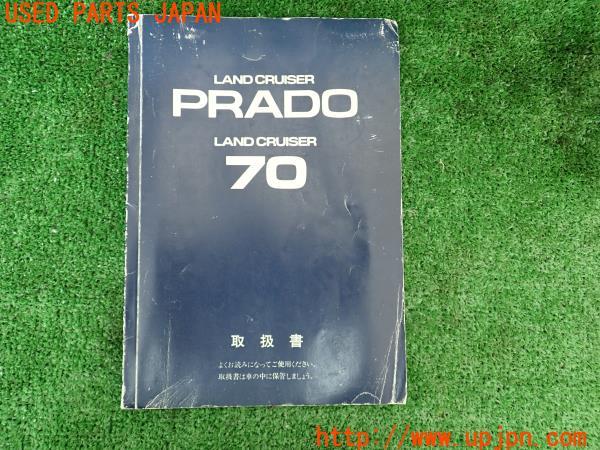 USED PARTS JAPAN
LAND CRUISER
PRADO
LAND CRUISER
70
取扱書
よくお読みになってご使用ください。
取扱書は車の中に保管しましょう。
http://www.upjpn.com/